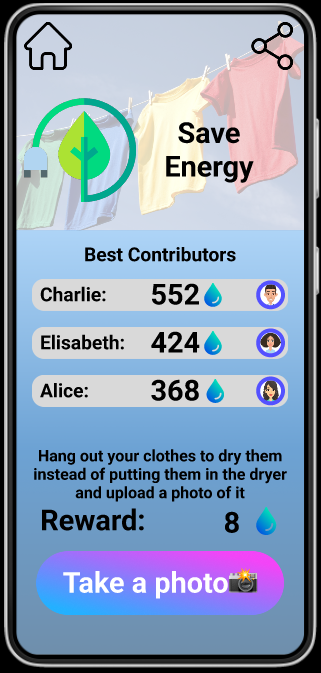 Save
Energy
Best Contributors
Charlie: 552
Elisabeth: 424
Alice: 368
Hang out your clothes to dry them
instead of putting them in the dryer
and upload a photo of it
Reward: 8
Take a photo